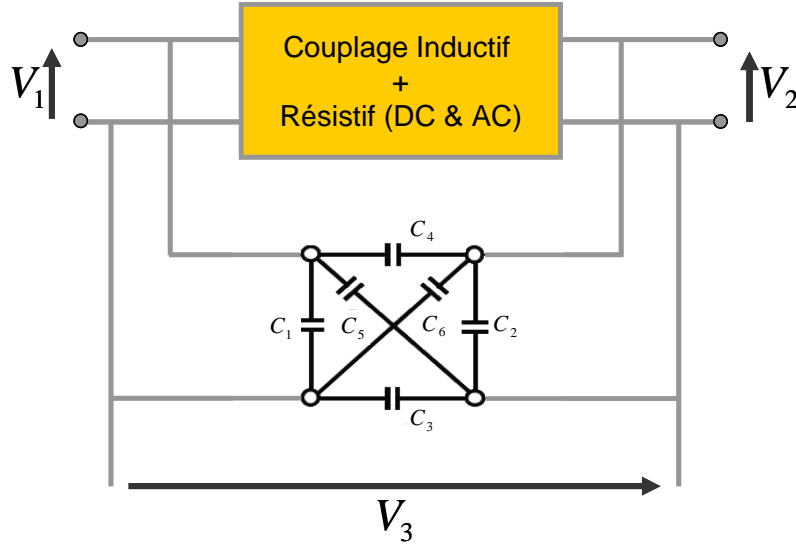 Couplage Inductif
+
Résistif (DC & AC)
V1
V2
C4
C1
C5
C6
C2
C3
V3